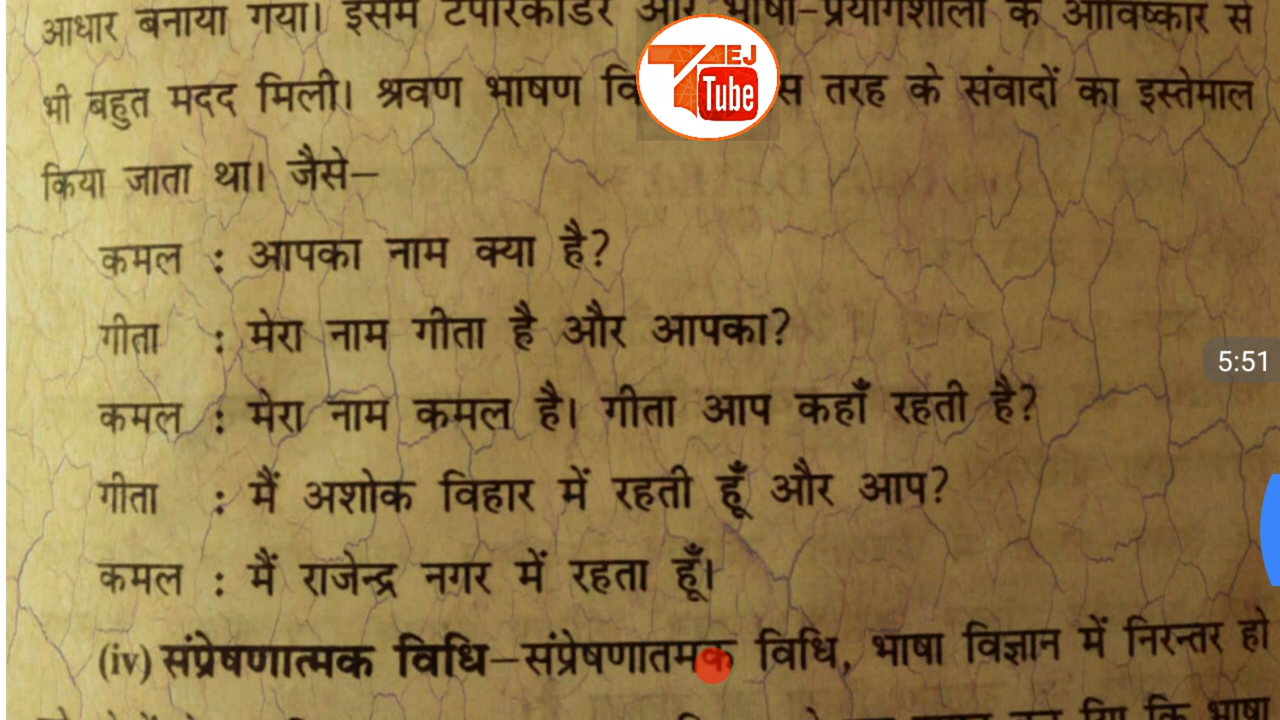 आधार बनाया गया। इसमें टेपरिकॉर्डर और भाषा-प्रयोगशाला के आविष्कार से
भी बहुत मदद मिली। श्रवण भाषण वि स तरह के संवादों का इस्तेमाल
TEJ
Tube
किया जाता था। जैसे–
कमल : आपका नाम क्या है?
गीता : मेरा नाम गीता है और आपका?
5:51
कमल : मेरा नाम कमल है। गीता आप कहाँ रहती है?
गीता : मैं अशोक विहार में रहती हूँ और आप?
कमल : मैं राजेन्द्र नगर में रहता हूँ।
(iv) संप्रेषणात्मक विधि–संप्रेषणातमक विधि, भाषा विज्ञान में निरन्तर हो